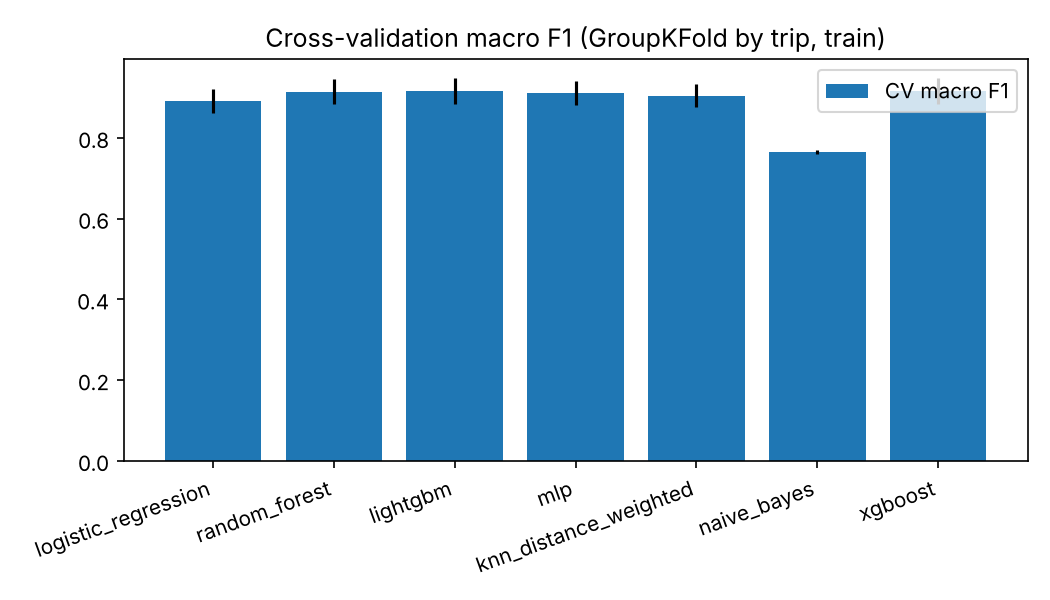 Cross-validation macro F1 (GroupKFold by trip, train)
CV macro F1
0.8
0.6
0.4
0.2
0.0
logistic_regression
random_forest
lightgbm
mlp
knn_distance_weighted
naive_bayes
xgboost